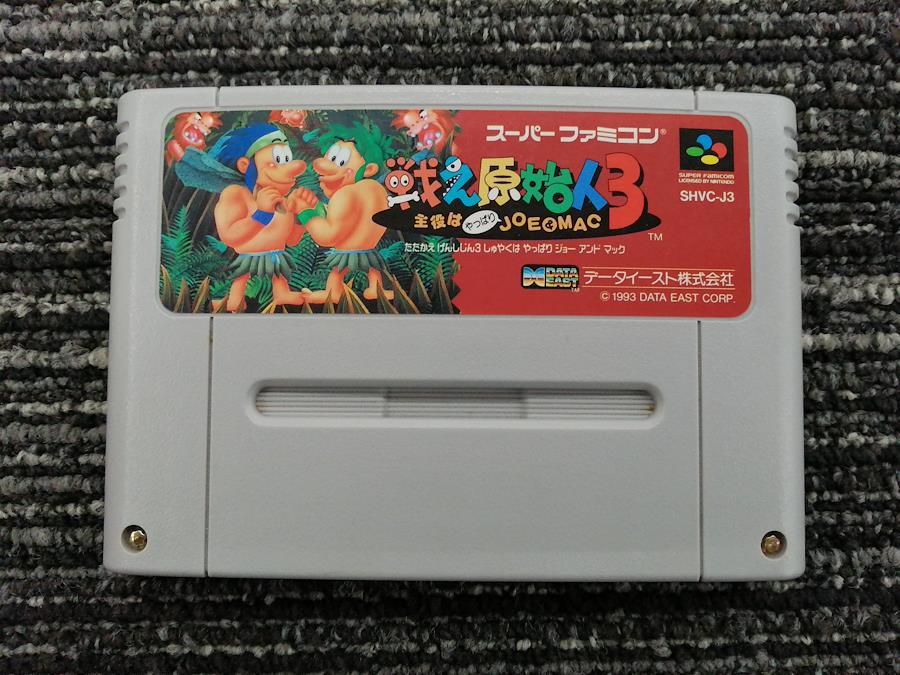 スーパー ファミコン®
SUPER FAMICOM
LICENSED BY NINTENDO
SHVC-J3
戦え原始人3
主役は やっぱり JOE & MAC
TM
たたかえ げんしじん3 しゅやくは やっぱり ジョー アンド マック
DATA EAST
データイースト株式会社
© 1993 DATA EAST CORP.